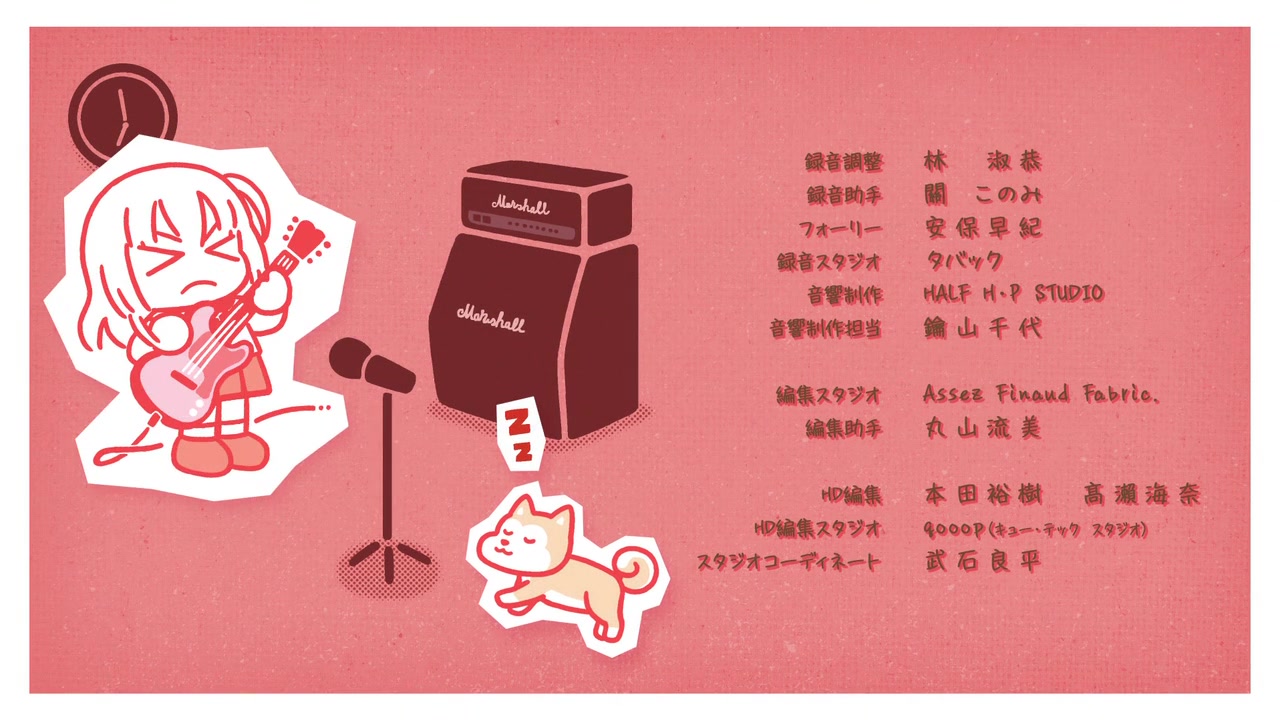 Marshall
Marshall
NN
録音調整 林 淑恭
録音助手 關 このみ
フォーリー 安保早紀
録音スタジオ タバック
音響制作 HALF H・P STUDIO
音響制作担当 鑰山千代
編集スタジオ Assez Finaud Fabric.
編集助手 丸山流美
HD編集 本田裕樹 髙瀨海奈
HD編集スタジオ qooop(キュー・テック スタジオ)
スタジオコーディネート 武石良平